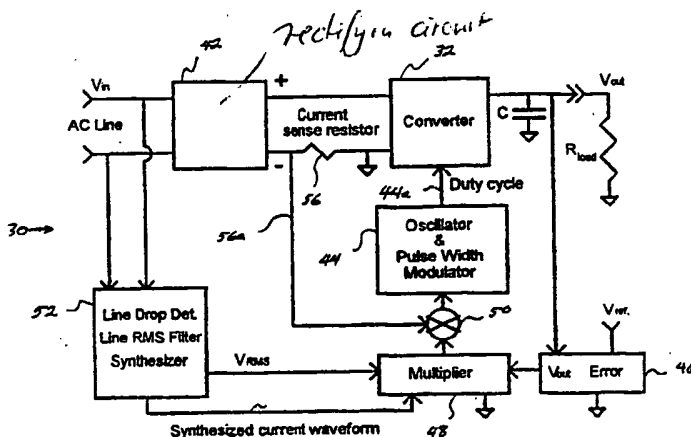 rectifyin circuit
42
32
Vin
+
Vout
AC Line
Current
sense resistor
Converter
C
Rload
-
56
44a
Duty cycle
30
56a
44
Oscillator
&
Pulse Width
Modulator
52
50
Line Drop Det.
Line RMS Filter
Synthesizer
Vref.
VRMS
Multiplier
Vout Error
46
48
Synthesized current waveform